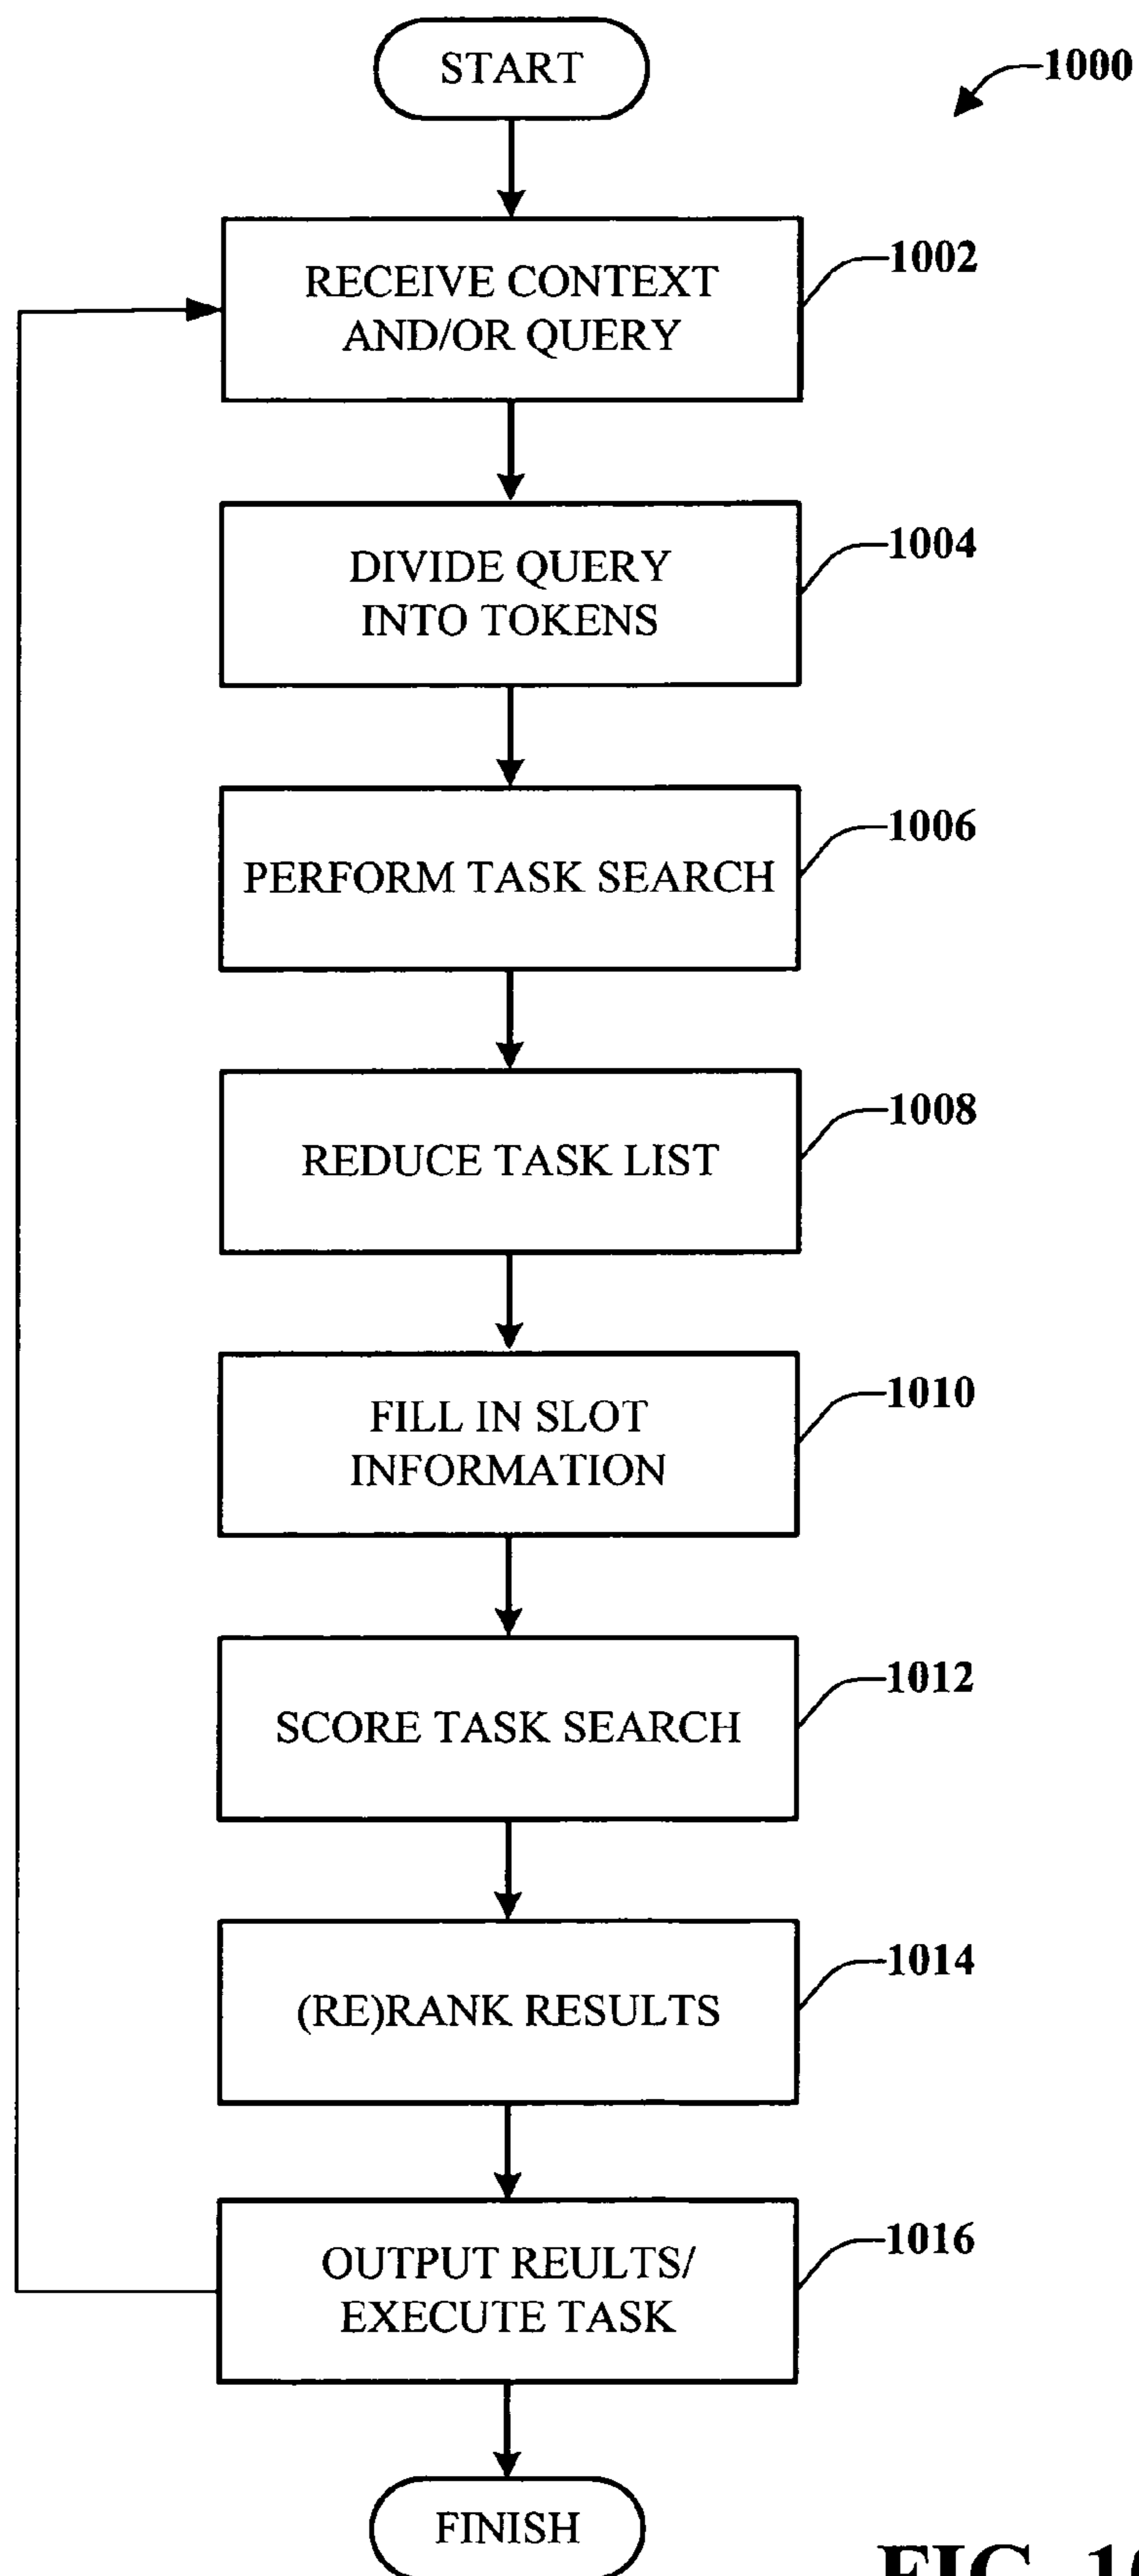 START
1000
RECEIVE CONTEXT
AND/OR QUERY
1002
DIVIDE QUERY
INTO TOKENS
1004
PERFORM TASK SEARCH
1006
REDUCE TASK LIST
1008
FILL IN SLOT
INFORMATION
1010
SCORE TASK SEARCH
1012
(RE)RANK RESULTS
1014
OUTPUT REULTS/
EXECUTE TASK
1016
FINISH
FIG.